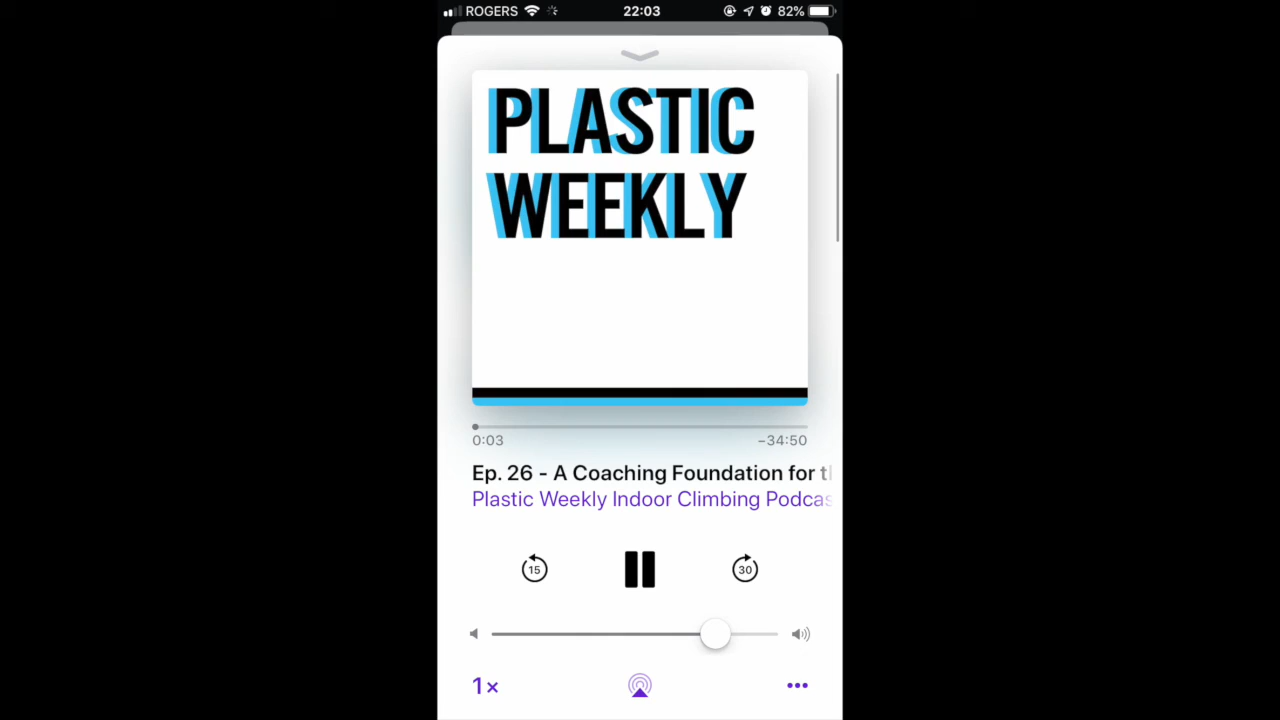 ROGERS 22:03 82%
PLASTIC
WEEKLY
0:03 −34:50
Ep. 26 - A Coaching Foundation for
Plastic Weekly Indoor Climbing
15 30
1×